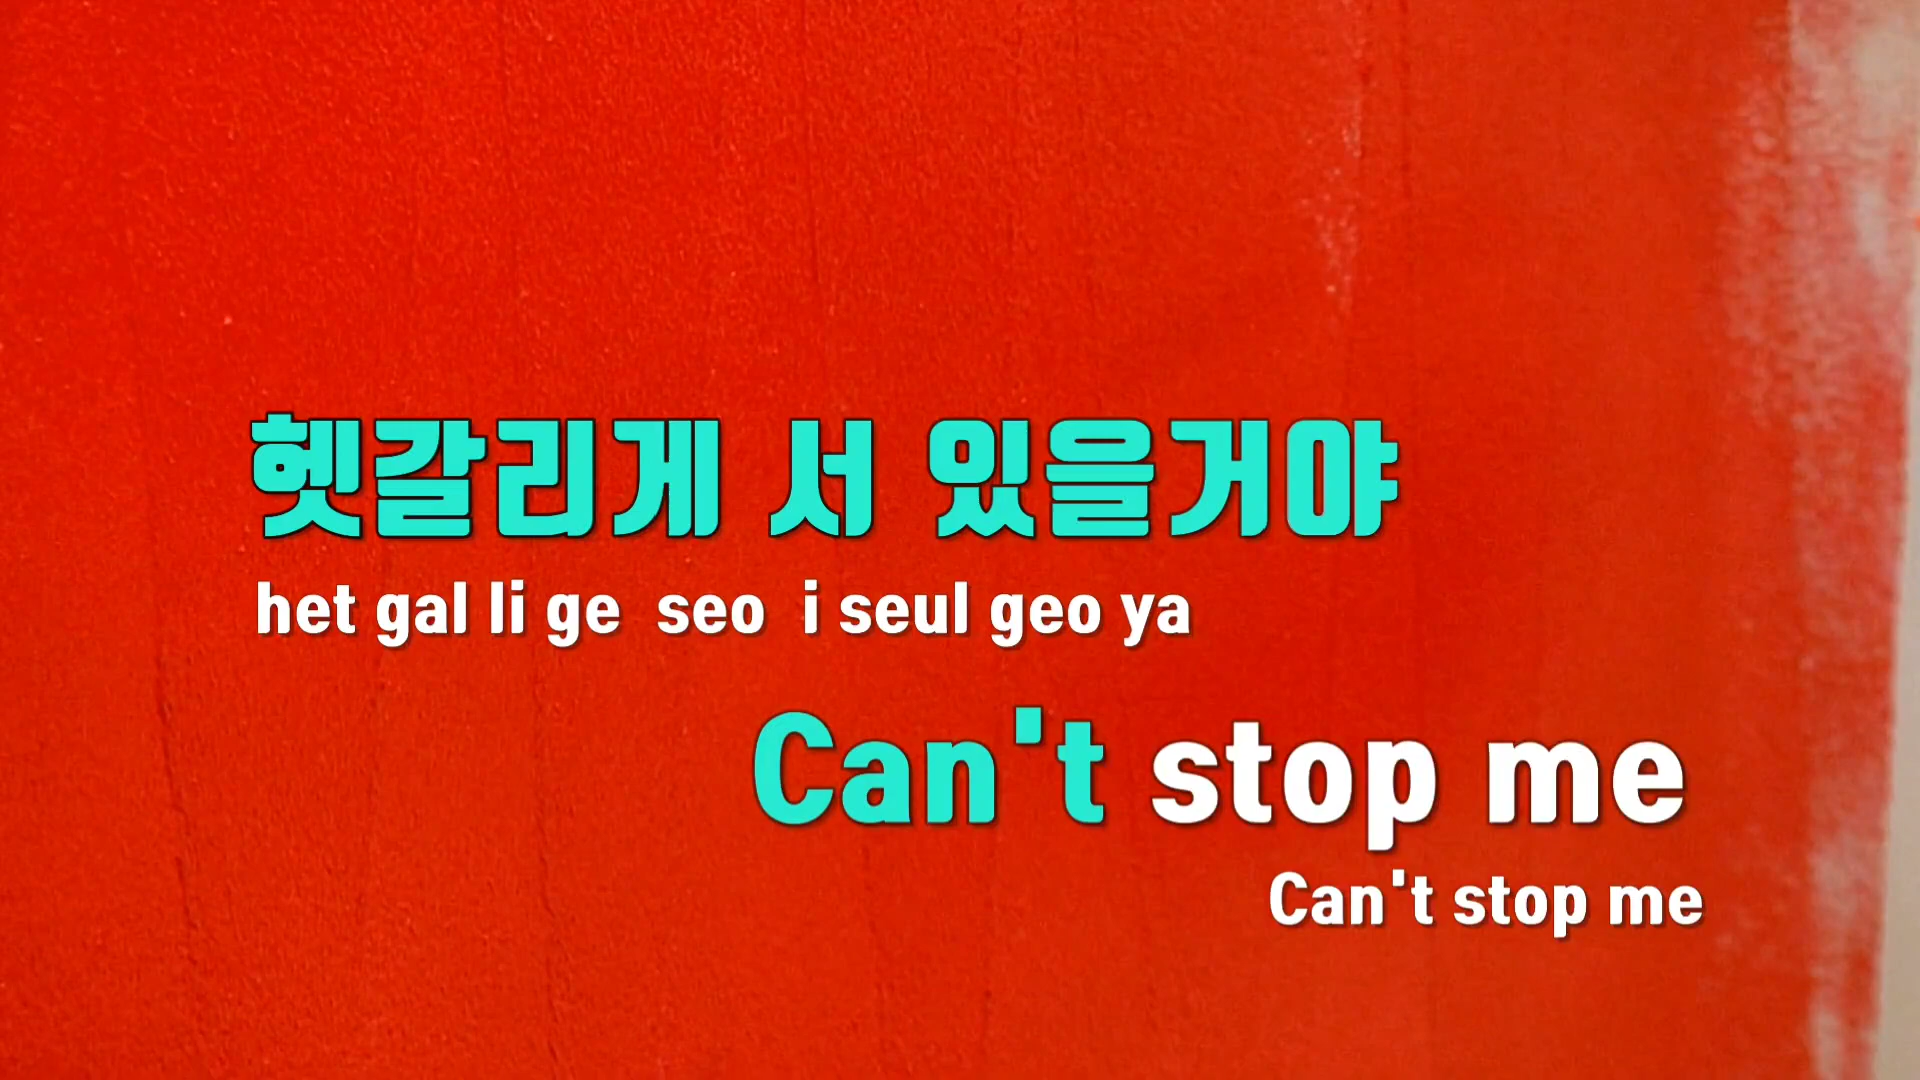 헷갈리게 서 있을거야
het gal li ge seo i seul geo ya
Can't stop me
Can't stop me